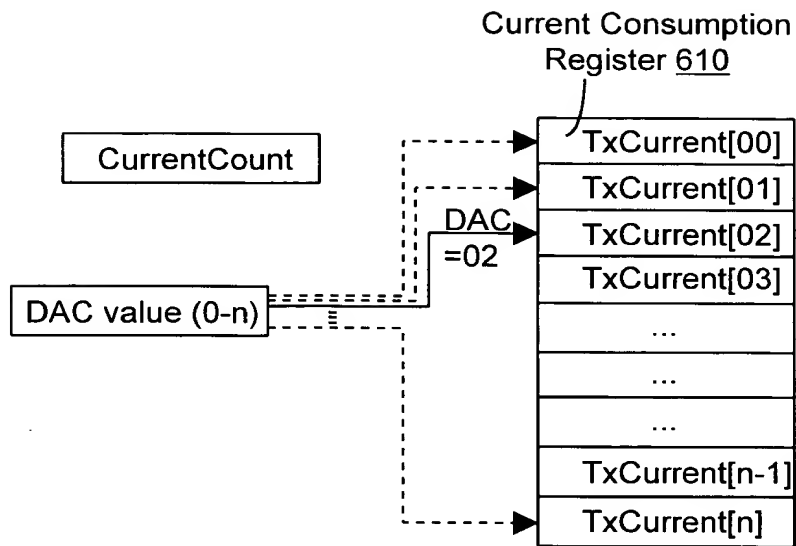 Current Consumption
Register 610
CurrentCount
TxCurrent[00]
TxCurrent[01]
DAC
=02
TxCurrent[02]
TxCurrent[03]
DAC value (0-n)
...
...
...
TxCurrent[n-1]
TxCurrent[n]